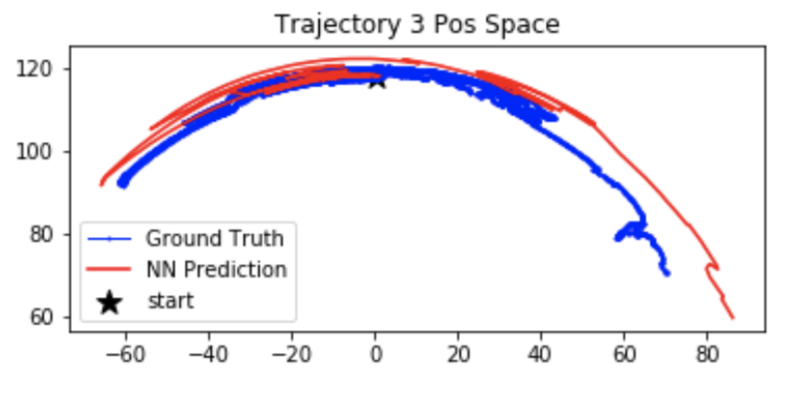 Trajectory 3 Pos Space
120
100
80
60
Ground Truth
NN Prediction
start
−60 −40 −20 0 20 40 60 80